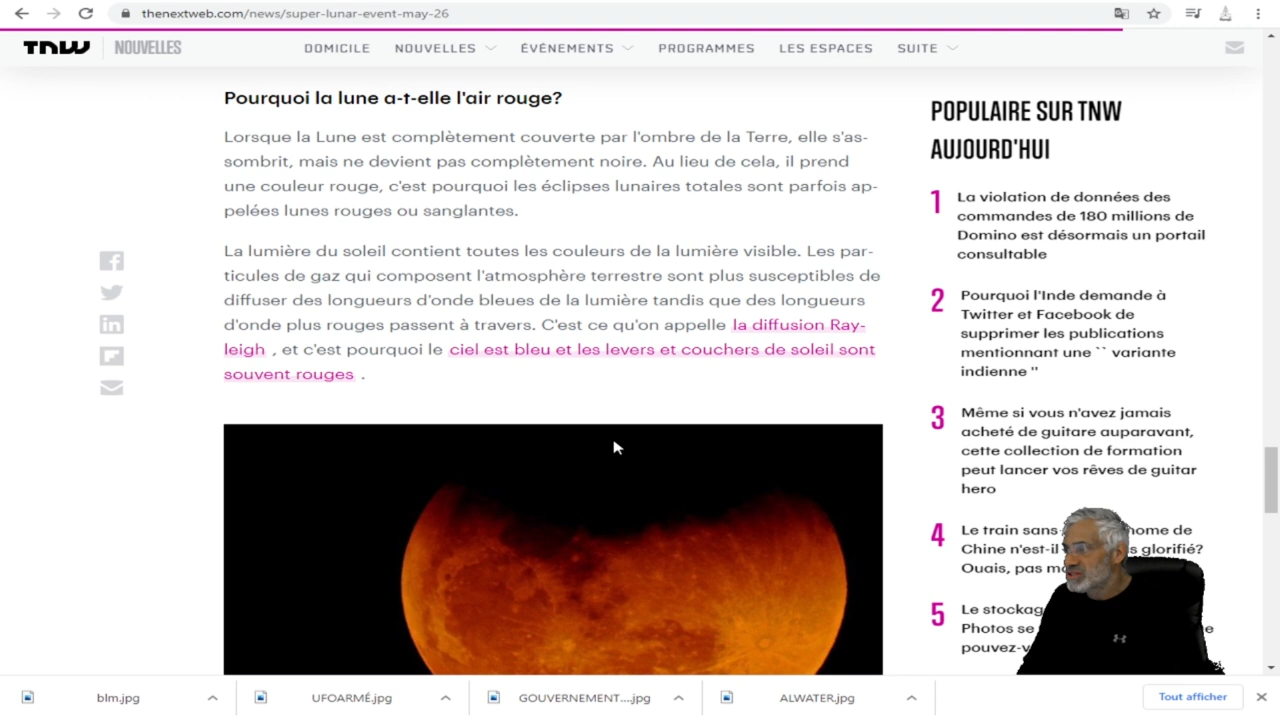 thenextweb.com/news/super-lunar-event-may-26
TNW NOUVELLES DOMICILE NOUVELLES ÉVÉNEMENTS PROGRAMMES LES ESPACES SUITE
Pourquoi la lune a-t-elle l'air rouge?
Lorsque la Lune est complètement couverte par l'ombre de la Terre, elle s'as-
sombrit, mais ne devient pas complètement noire. Au lieu de cela, il prend
une couleur rouge, c'est pourquoi les éclipses lunaires totales sont parfois ap-
pelées lunes rouges ou sanglantes.
La lumière du soleil contient toutes les couleurs de la lumière visible. Les par-
ticules de gaz qui composent l'atmosphère terrestre sont plus susceptibles de
diffuser des longueurs d'onde bleues de la lumière tandis que des longueurs
d'onde plus rouges passent à travers. C'est ce qu'on appelle la diffusion Ray-
leigh , et c'est pourquoi le ciel est bleu et les levers et couchers de soleil sont
souvent rouges .
POPULAIRE SUR TNW
AUJOURD'HUI
1 La violation de données des
commandes de 180 millions de
Domino est désormais un portail
consultable
2 Pourquoi l'Inde demande à
Twitter et Facebook de
supprimer les publications
mentionnant une `` variante
indienne ''
3 Même si vous n'avez jamais
acheté de guitare auparavant,
cette collection de formation
peut lancer vos rêves de guitar
hero
4 Le train sans de
Chine n'est-il glorifié?
Ouais, pas
5 Le
Photos se
blm.jpg UFOARMÉ.jpg GOUVERNEMENT....jpg ALWATER.jpg Tout afficher